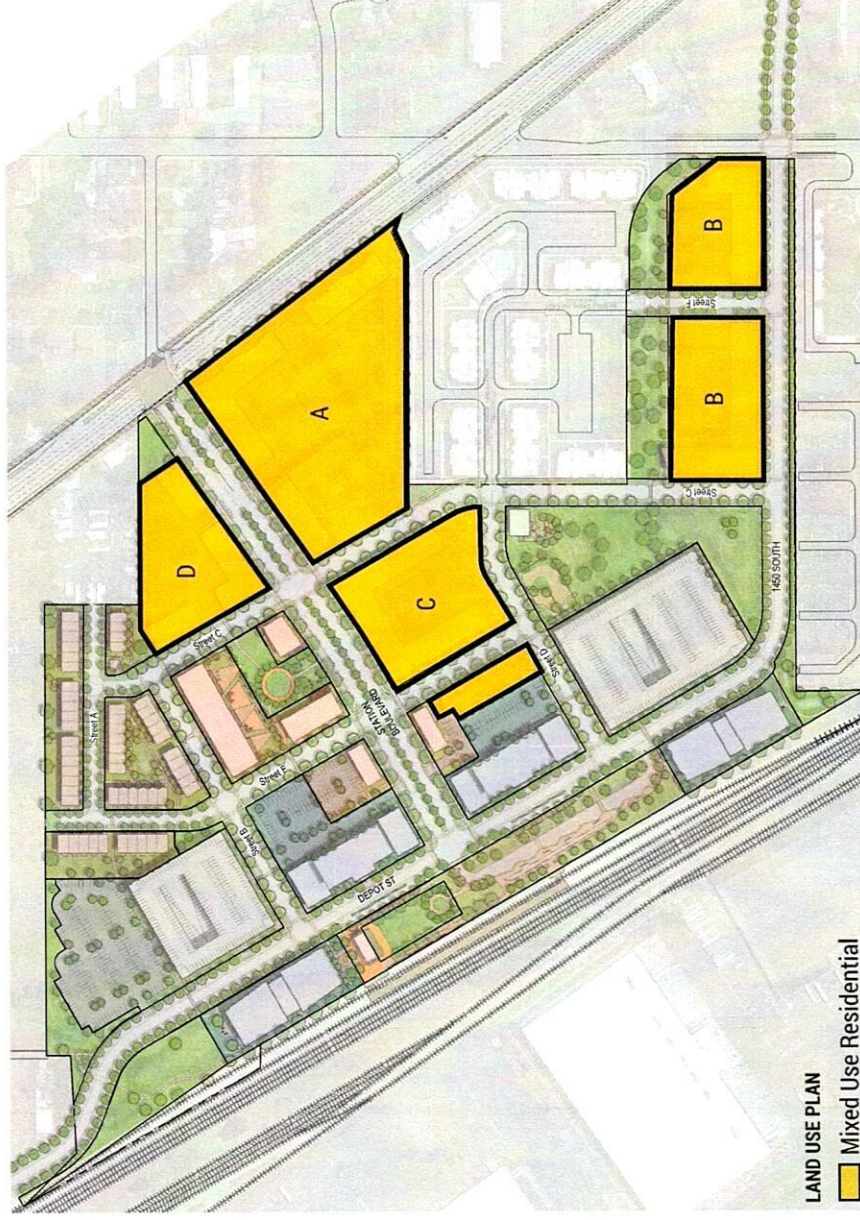 A
D
C
B
B
Street A
Street C
Street B
Street E
STATION
BOULEVARD
DEPOT ST
Street D
Street C
Street F
1450 SOUTH
LAND USE PLAN
Mixed Use Residential